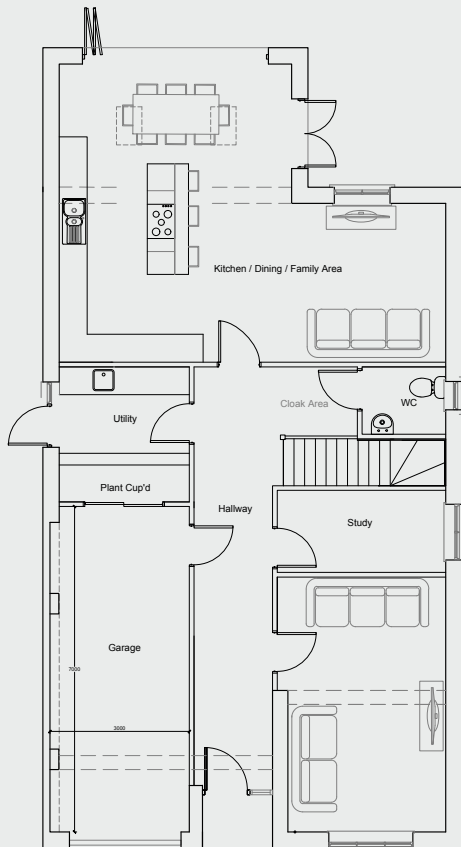 Kitchen / Dining / Family Area
Cloak Area
WC
Utility
Plant Cup'd
Hallway
Study
Garage
7000
3000